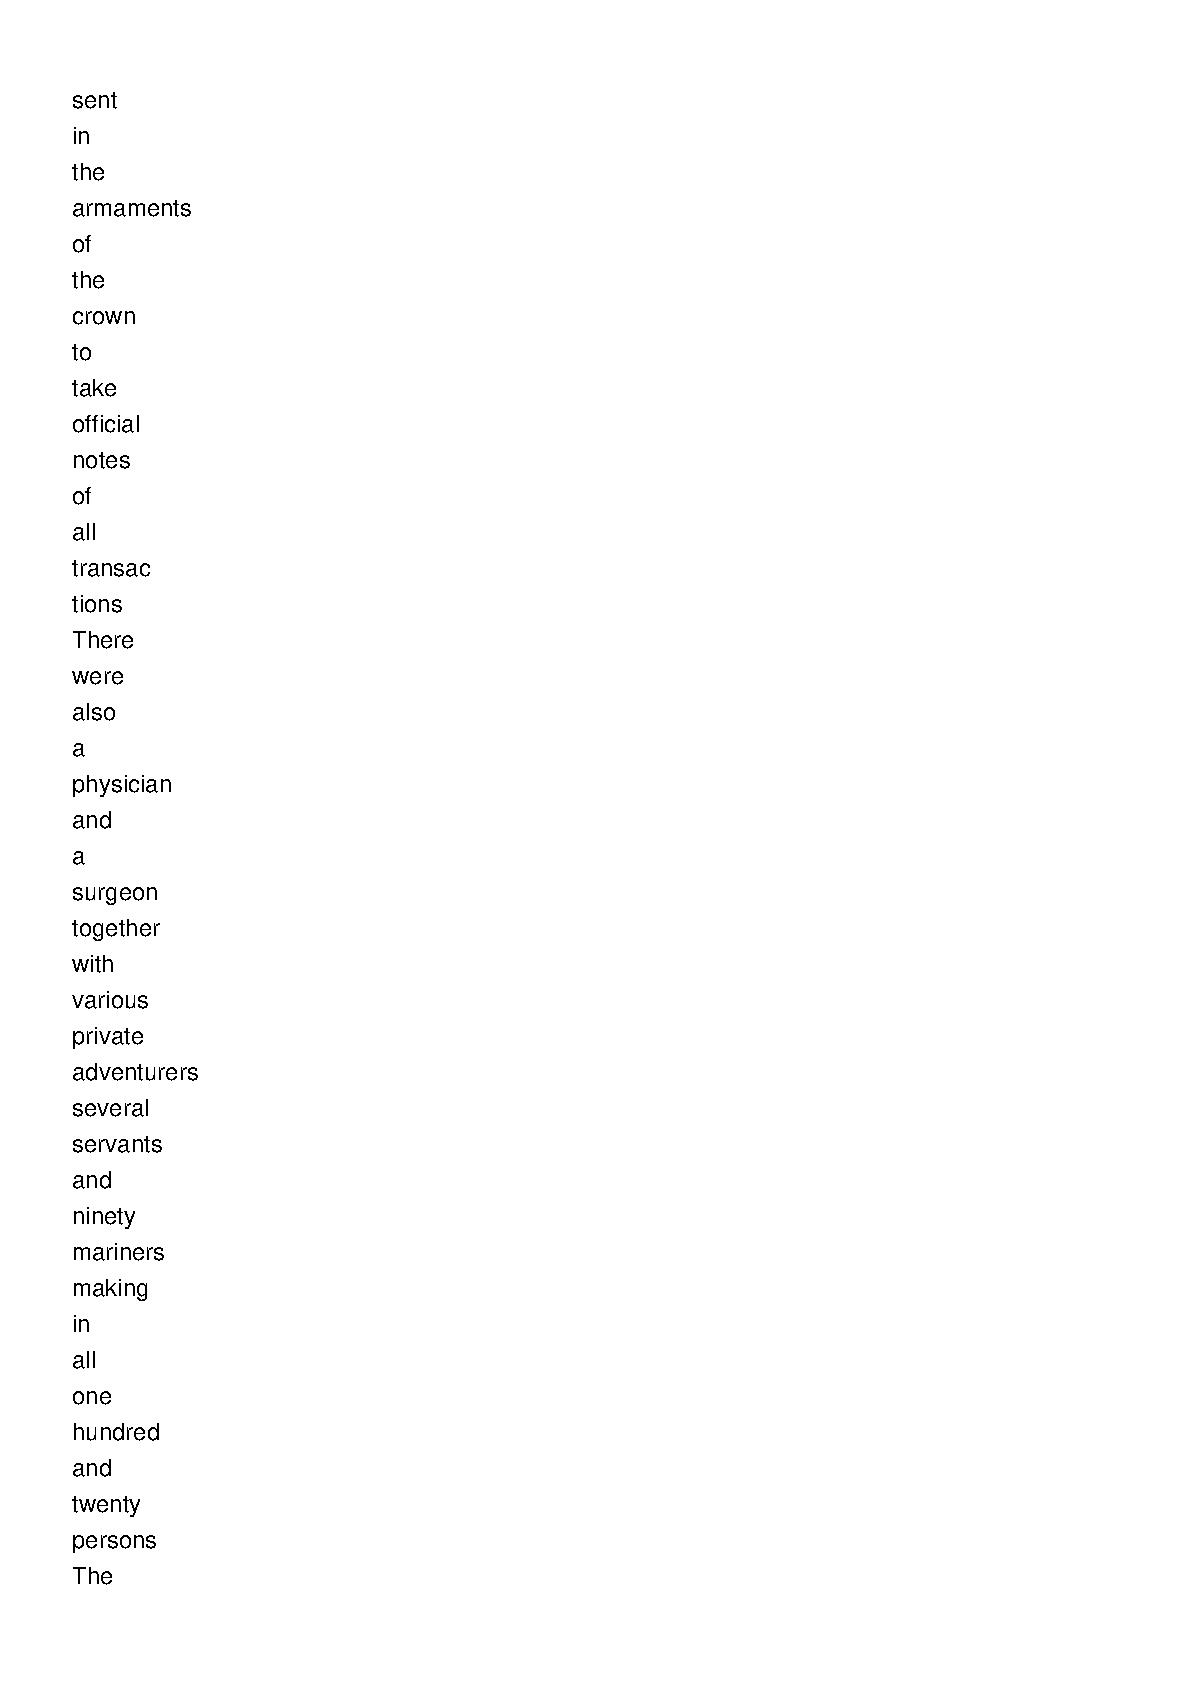 sent
in
the
armaments
of
the
crown
to
take
official
notes
of
all
transac
tions
There
were
also
a
physician
and
a
surgeon
together
with
various
private
adventurers
several
servants
and
ninety
mariners
making
in
all
one
hundred
and
twenty
persons
The